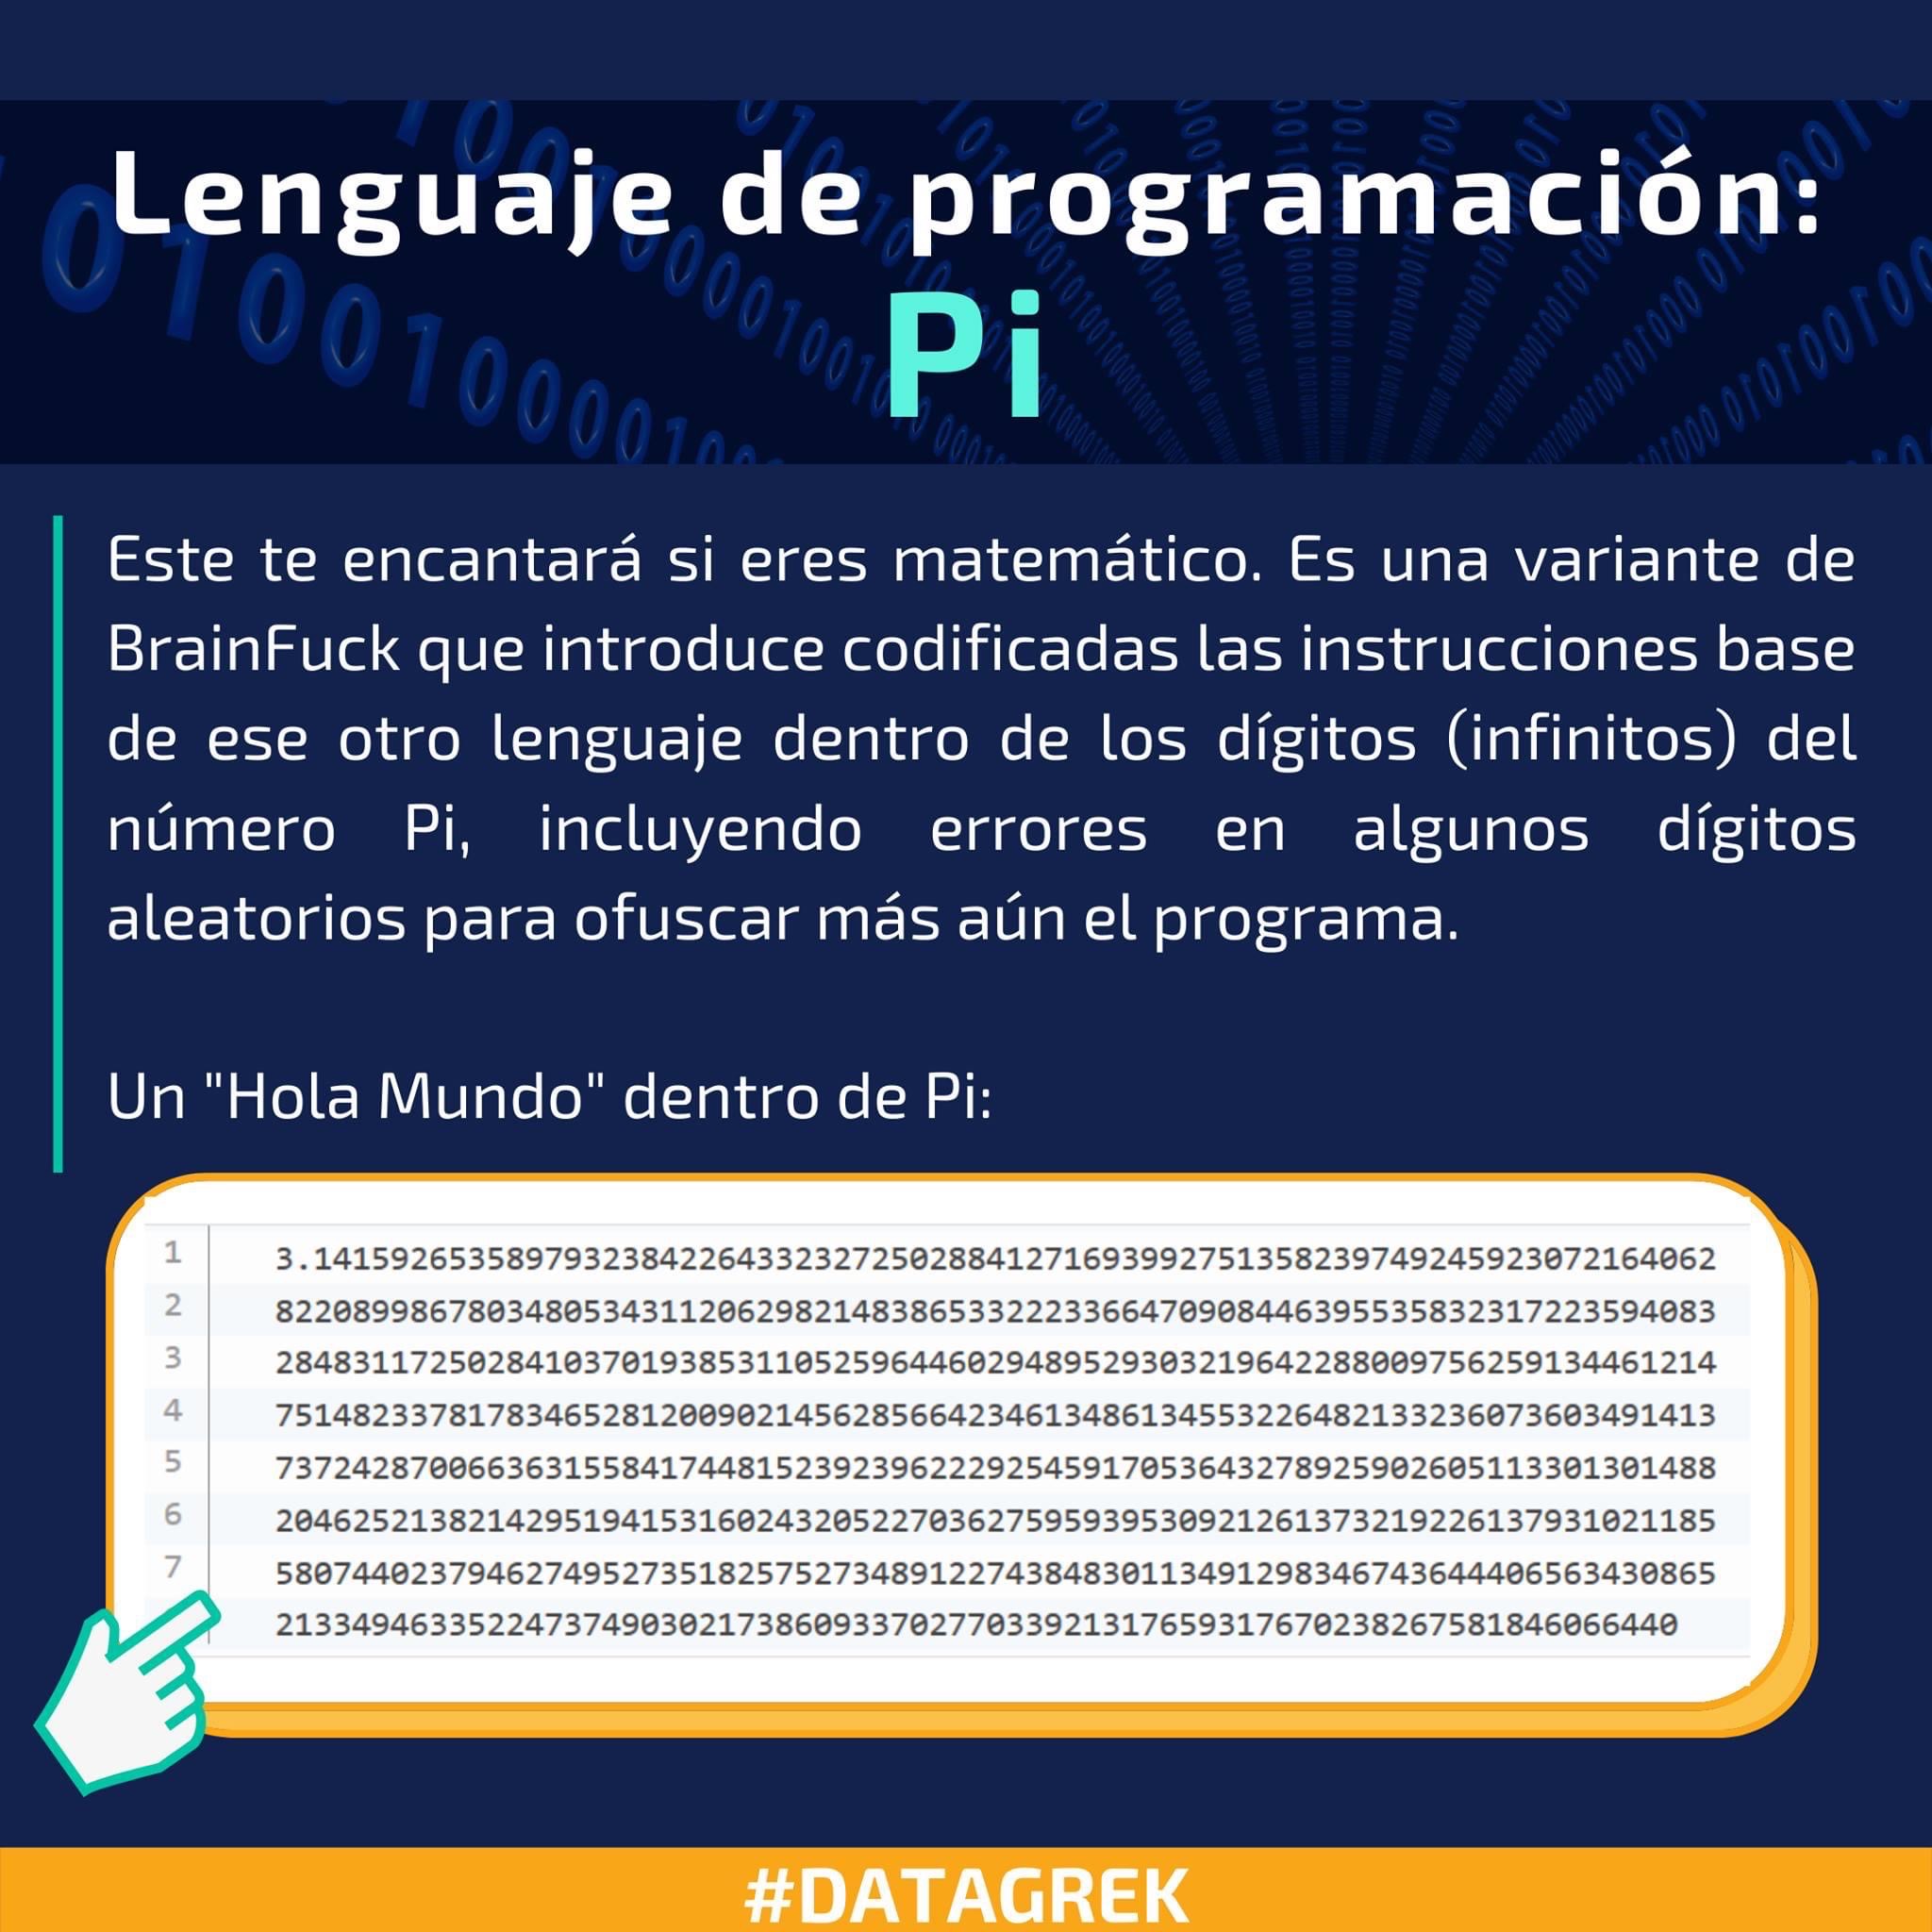 Lenguaje de programación:
Pi
Este te encantará si eres matemático. Es una variante de
BrainFuck que introduce codificadas las instrucciones base
de ese otro lenguaje dentro de los dígitos (infinitos) del
número Pi, incluyendo errores en algunos dígitos
aleatorios para ofuscar más aún el programa.
Un "Hola Mundo" dentro de Pi:
1 3.1415926535897932384226433232725028841271693992751358239749245923072164062
2 822089986780348053431120629821483865332223366470908446395535832317223594083
3 284831172502841037019385311052596446029489529303219642288009756259134461214
4 751482337817834652812009021456285664234613486134553226482133236073603491413
5 737242870066363155841744815239239622292545917053643278925902605113301301488
6 204625213821429519415316024320522703627595939530921261373219226137931021185
7 580744023794627495273518257527348912274384830113491298346743644406563430865
2133494633522473749030217386093370277033921317659317670238267581846066440
#DATAGREK